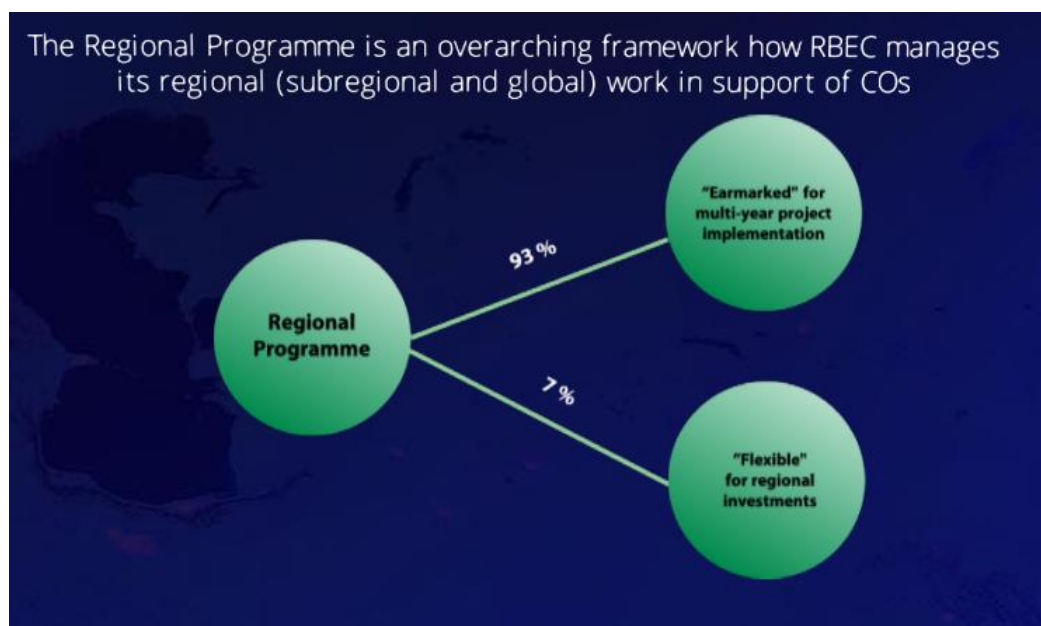 The Regional Programme is an overarching framework how RBEC manages
its regional (subregional and global) work in support of COs
"Earmarked" for
multi-year project
implementation
93 %
Regional
Programme
7 %
"Flexible"
for regional
investments